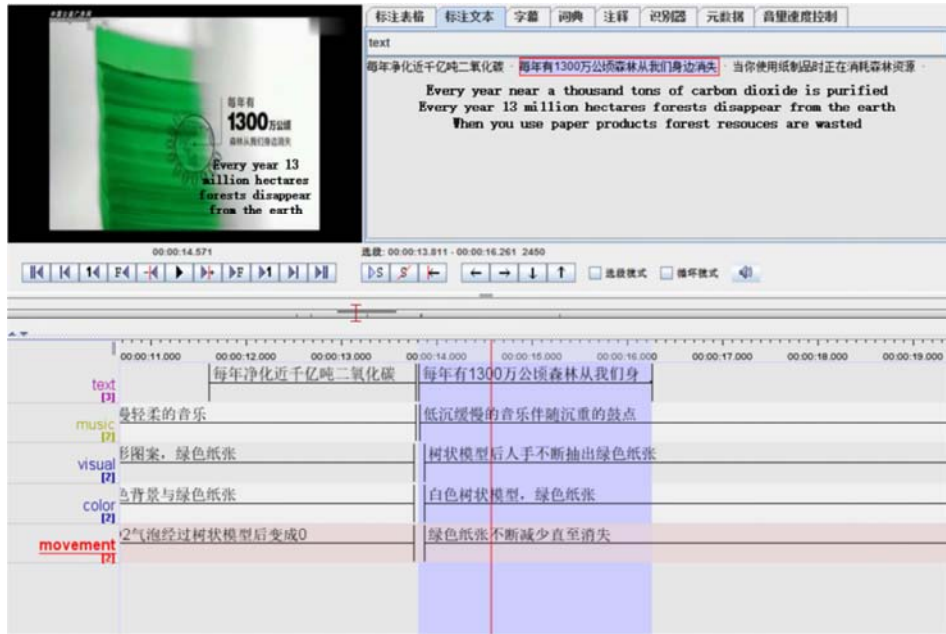 标注表格 标注文本 字幕 词典 注释 识别器 元数据 音量速度控制
text
每年净化近千亿吨二氧化碳 · 每年有1300万公顷森林从我们身边消失 · 当你使用纸制品时正在消耗森林资源 ·
Every year near a thousand tons of carbon dioxide is purified
Every year 13 million hectares forests disappear from the earth
When you use paper products forest resouces are wasted
每年有
1300万公顷
森林从我们身边消失
Every year 13
million hectares
forests disappear
from the earth
00:00:14.571
选段: 00:00:13.811 - 00:00:16.261 2450
1 F F 1 S S
选段模式 循环模式
00:00:11.000 00:00:12.000 00:00:13.000 00:00:14.000 00:00:15.000 00:00:16.000 00:00:17.000 00:00:18.000 00:00:19.000
text
[3]
每年净化近千亿吨二氧化碳 每年有1300万公顷森林从我们身
music
[2]
慢轻柔的音乐 低沉缓慢的音乐伴随沉重的鼓点
visual
[2]
形图案，绿色纸张 树状模型后人手不断抽出绿色纸张
color
[2]
色背景与绿色纸张 白色树状模型，绿色纸张
movement
[2]
O2气泡经过树状模型后变成O 绿色纸张不断减少直至消失